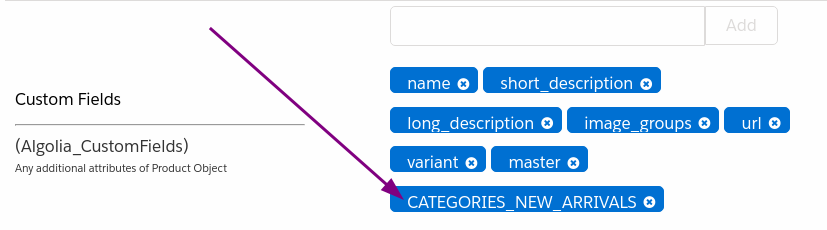 Add
name short_description
Custom Fields
long_description image_groups url
(Algolia_CustomFields)
Any additional attributes of Product Object
variant master
CATEGORIES_NEW_ARRIVALS